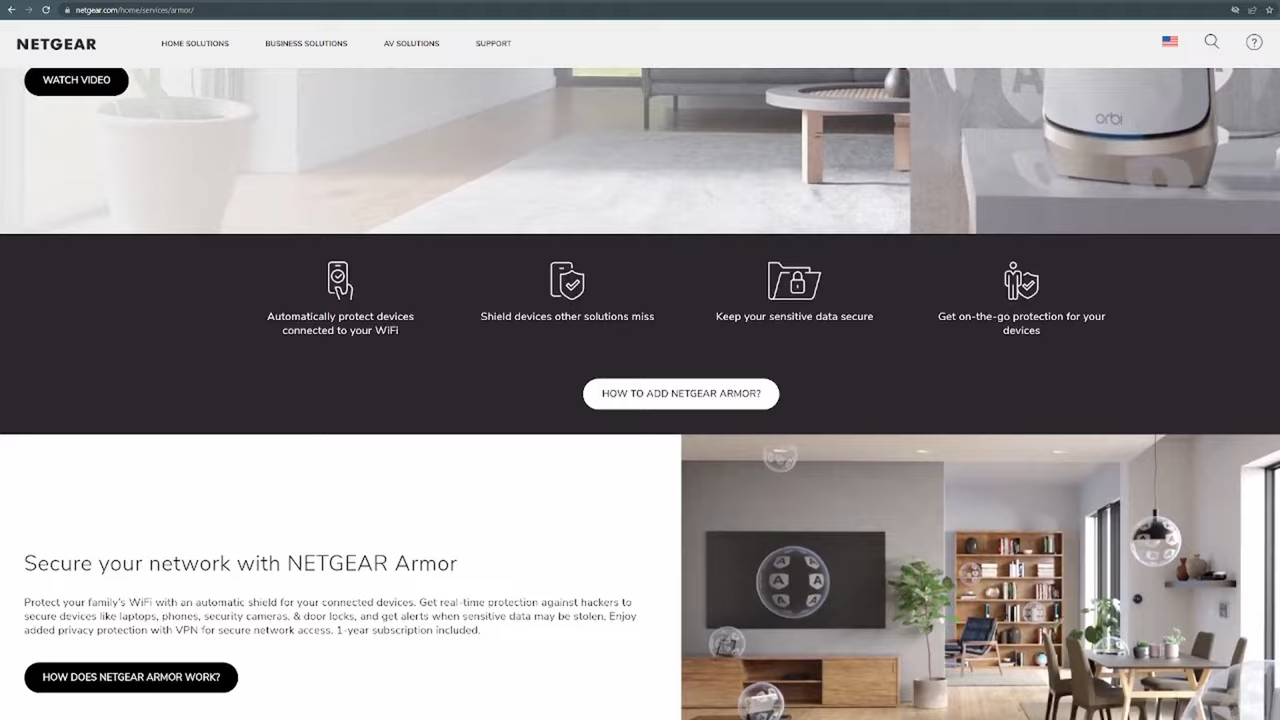 netgear.com/home/services/armor/
NETGEAR
HOME SOLUTIONS
BUSINESS SOLUTIONS
AV SOLUTIONS
SUPPORT
WATCH VIDEO
orbi
Automatically protect devices
connected to your WiFi
Shield devices other solutions miss
Keep your sensitive data secure
Get on-the-go protection for your
devices
HOW TO ADD NETGEAR ARMOR?
Secure your network with NETGEAR Armor
Protect your family's WiFi with an automatic shield for your connected devices. Get real-time protection against hackers to
secure devices like laptops, phones, security cameras, & door locks, and get alerts when sensitive data may be stolen. Enjoy
added privacy protection with VPN for secure network access. 1-year subscription included.
HOW DOES NETGEAR ARMOR WORK?
A A
A A
A A